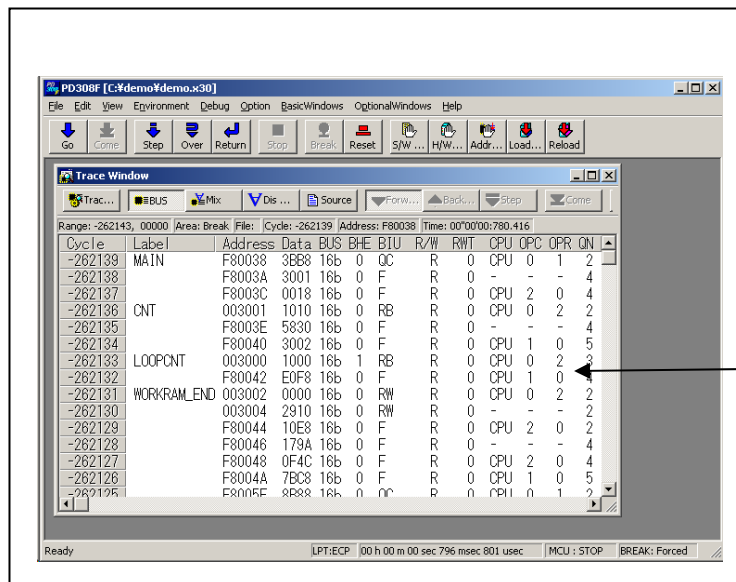 PD308F [C:¥demo¥demo.x30]
File Edit View Environment Debug Option BasicWindows OptionalWindows Help
Go Come Step Over Return Stop Break Reset S/W ... H/W... Addr... Load... Reload
Trace Window
Trac... BUS Mix Dis ... Source Forw... Back... Step Come
Range: -262143, 00000 Area: Break File: Cycle: -262139 Address: F80038 Time: 00"00'00:780.416
Cycle Label Address Data BUS BHE BIU R/W RWT CPU OPC OPR QN
-262139 MAIN F80038 3BB8 16b 0 QC R 0 CPU 0 1 2
-262138 F8003A 3001 16b 0 F R 0 - - - 4
-262137 F8003C 0018 16b 0 F R 0 CPU 2 0 4
-262136 CNT 003001 1010 16b 0 RB R 0 CPU 0 2 2
-262135 F8003E 5830 16b 0 F R 0 - - - 4
-262134 F80040 3002 16b 0 F R 0 CPU 1 0 5
-262133 LOOPCNT 003000 1000 16b 1 RB R 0 CPU 0 2 3
-262132 F80042 E0F8 16b 0 F R 0 CPU 1 0 4
-262131 WORKRAM_END 003002 0000 16b 0 RW R 0 CPU 0 2 2
-262130 003004 2910 16b 0 RW R 0 - - - 2
-262129 F80044 10E8 16b 0 F R 0 CPU 2 0 2
-262128 F80046 179A 16b 0 F R 0 - - - 4
-262127 F80048 0F4C 16b 0 F R 0 CPU 2 0 4
-262126 F8004A 7BC8 16b 0 F R 0 CPU 1 0 5
-262125 F8005E 8B88 16b 0 QC R 0 CPU 0 1 2
Ready LPT:ECP 00 h 00 m 00 sec 796 msec 801 usec MCU : STOP BREAK: Forced